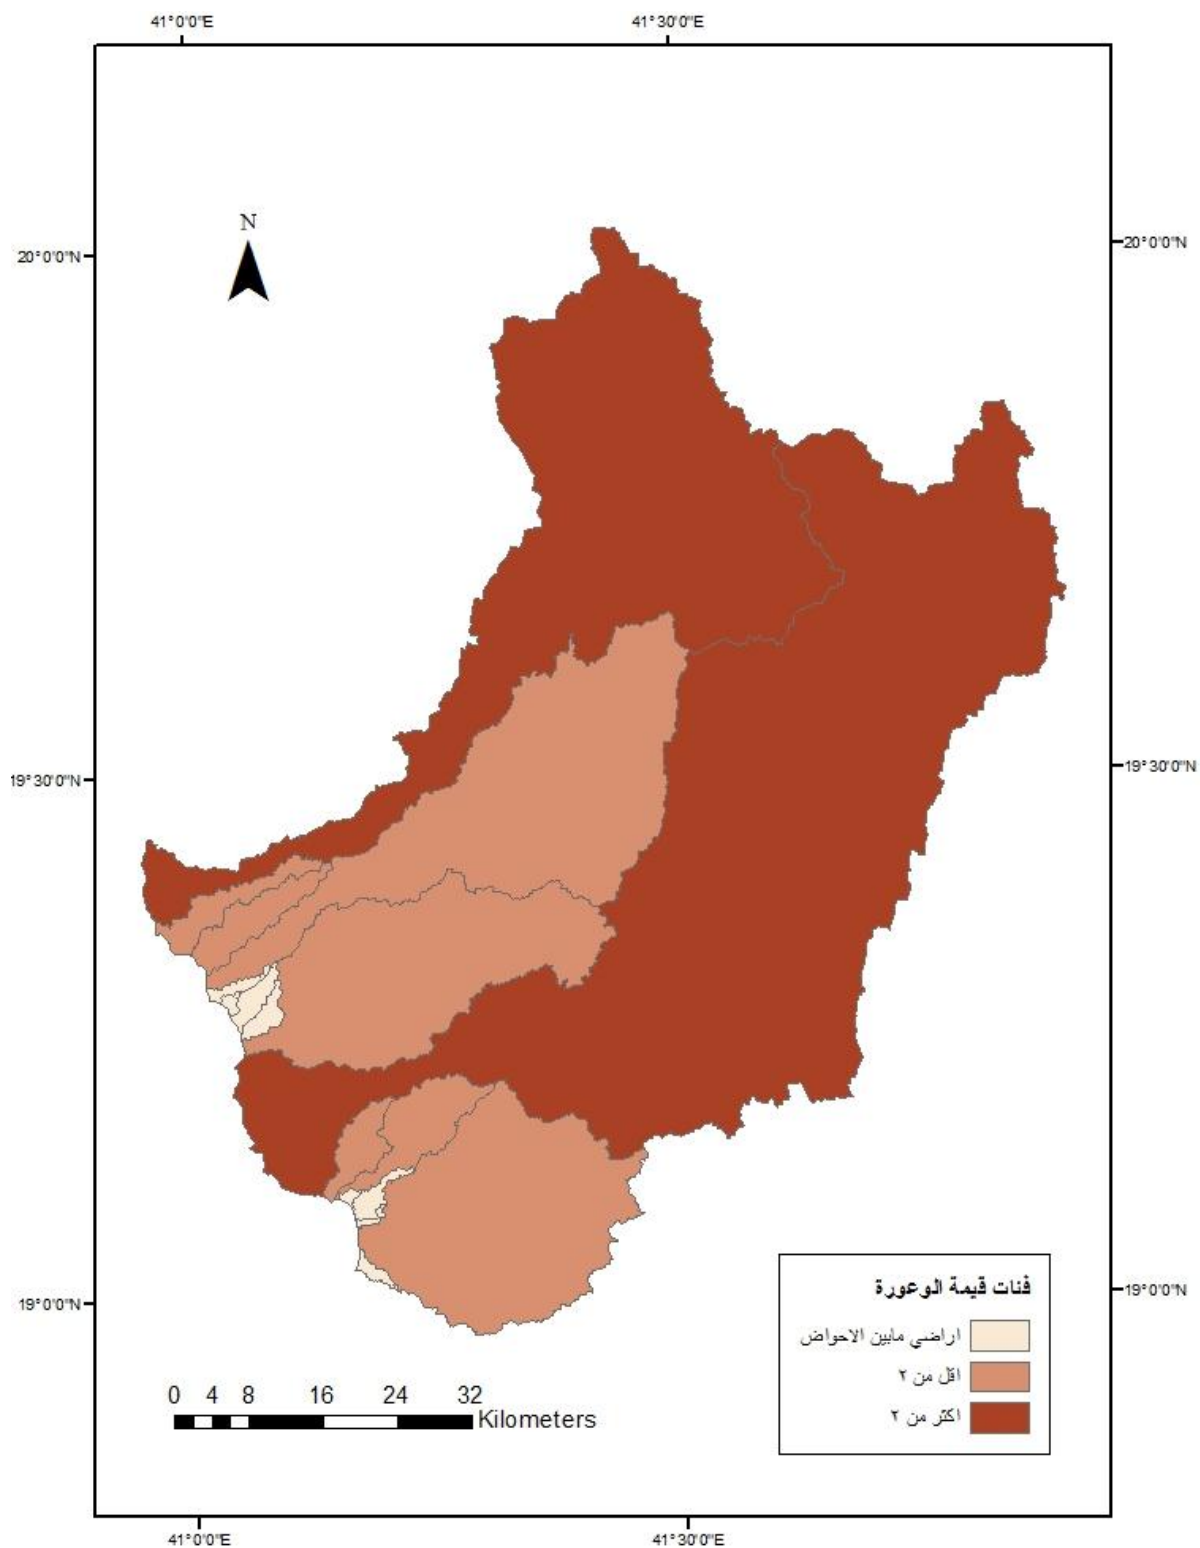 41°0'0"E 41°30'0"E
N
20°0'0"N 20°0'0"N
19°30'0"N 19°30'0"N
19°0'0"N 19°0'0"N
فئات قيمة الوعورة
اراضي مابين الاحواض
اقل من ٢
اكثر من ٢
0 4 8 16 24 32
Kilometers
41°0'0"E 41°30'0"E